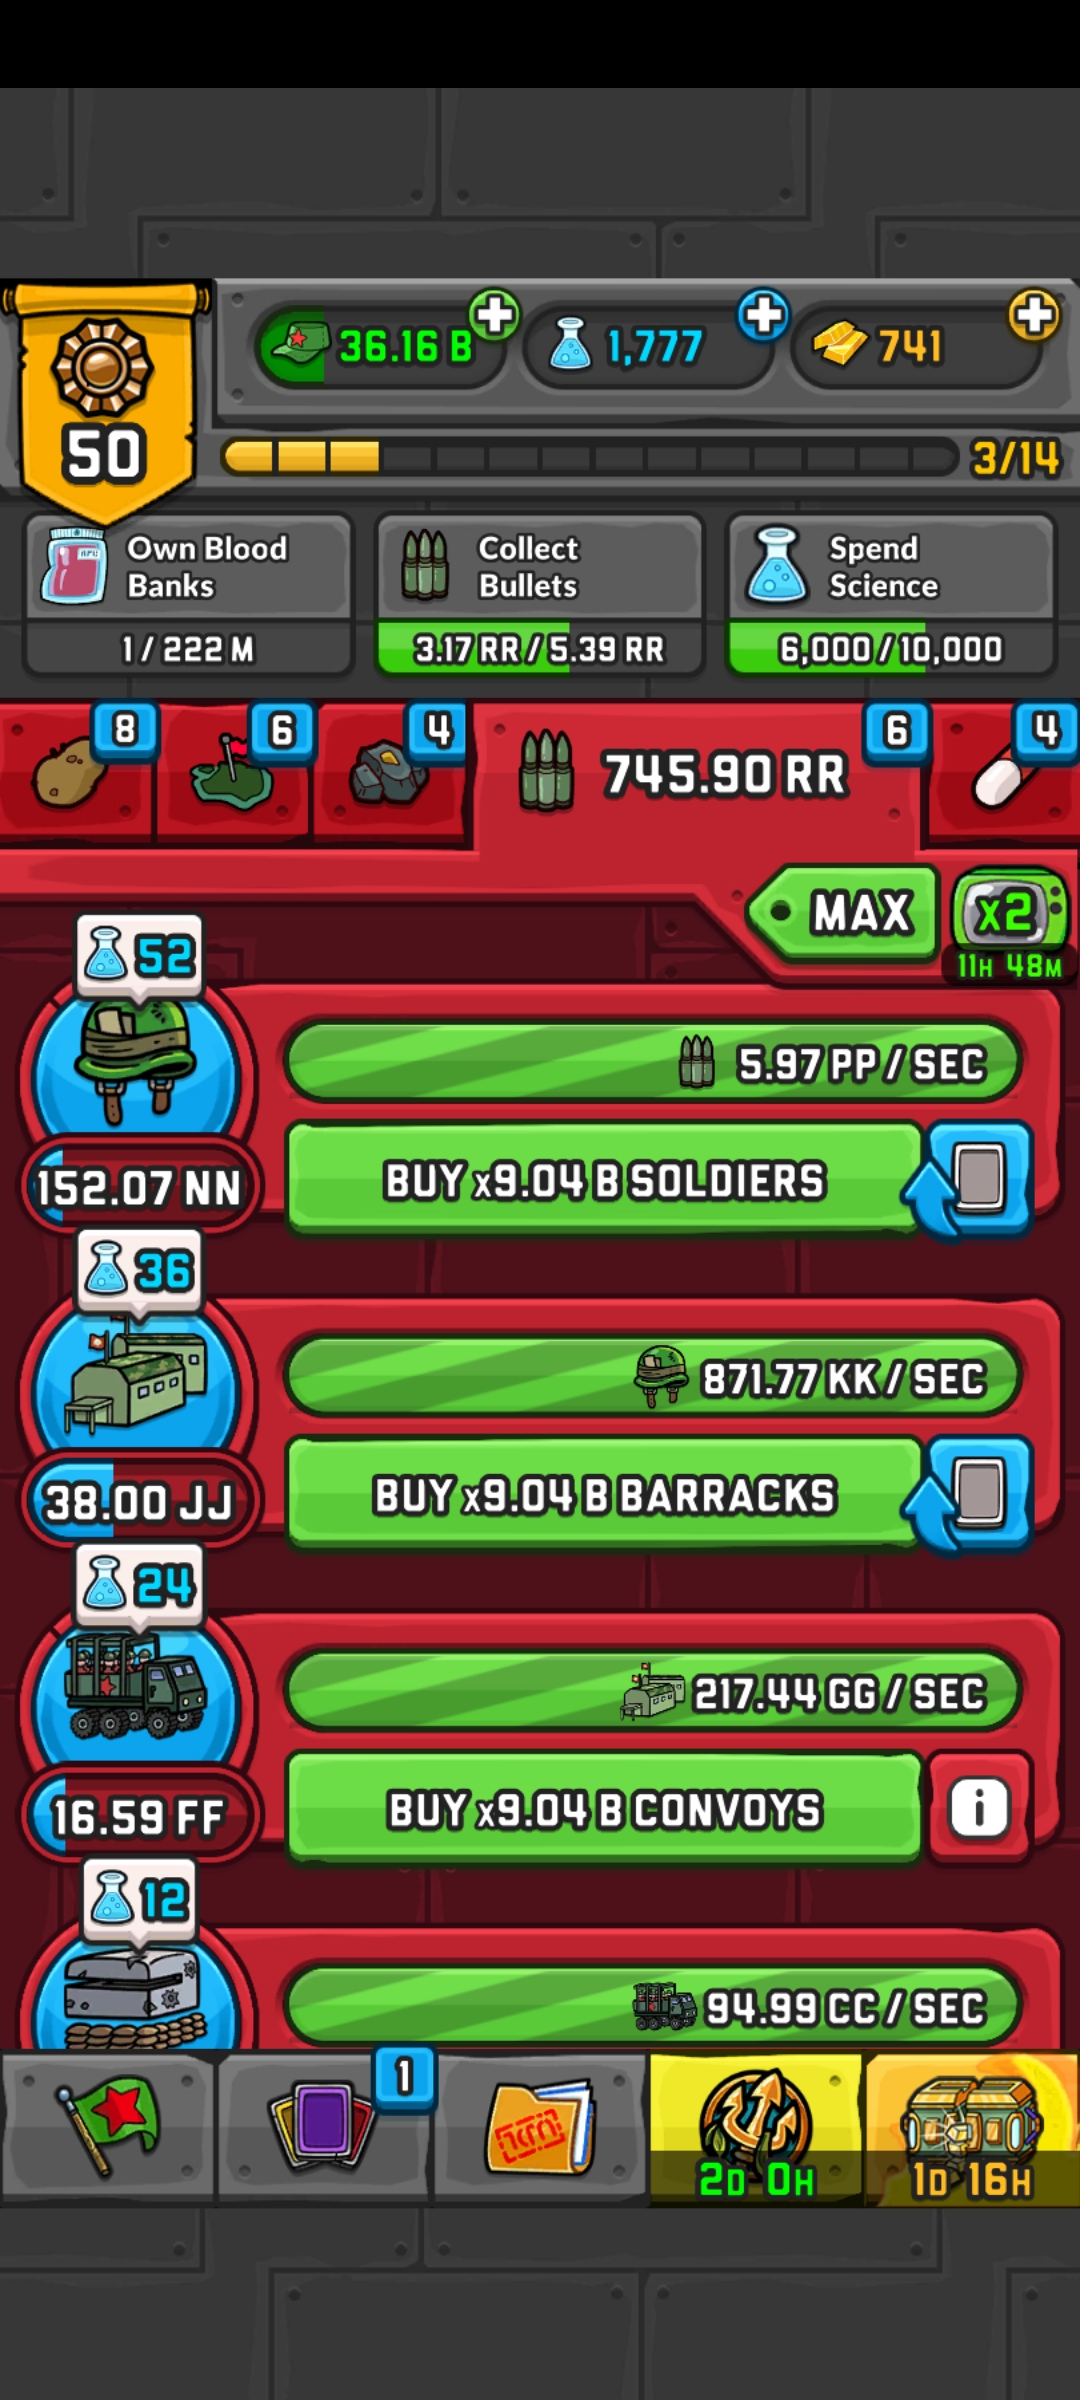 36.16 B
1,777
741
50
3/14
Own Blood
Banks
1 / 222 M
Collect
Bullets
3.17 RR / 5.39 RR
Spend
Science
6,000 / 10,000
8
6
4
745.90 RR
6
4
MAX
x2
11H 48M
52
5.97 PP / SEC
152.07 NN
BUY x9.04 B SOLDIERS
36
871.77 KK / SEC
38.00 JJ
BUY x9.04 B BARRACKS
24
217.44 GG / SEC
16.59 FF
BUY x9.04 B CONVOYS
i
12
94.99 CC / SEC
1
2D 0H
1D 16H